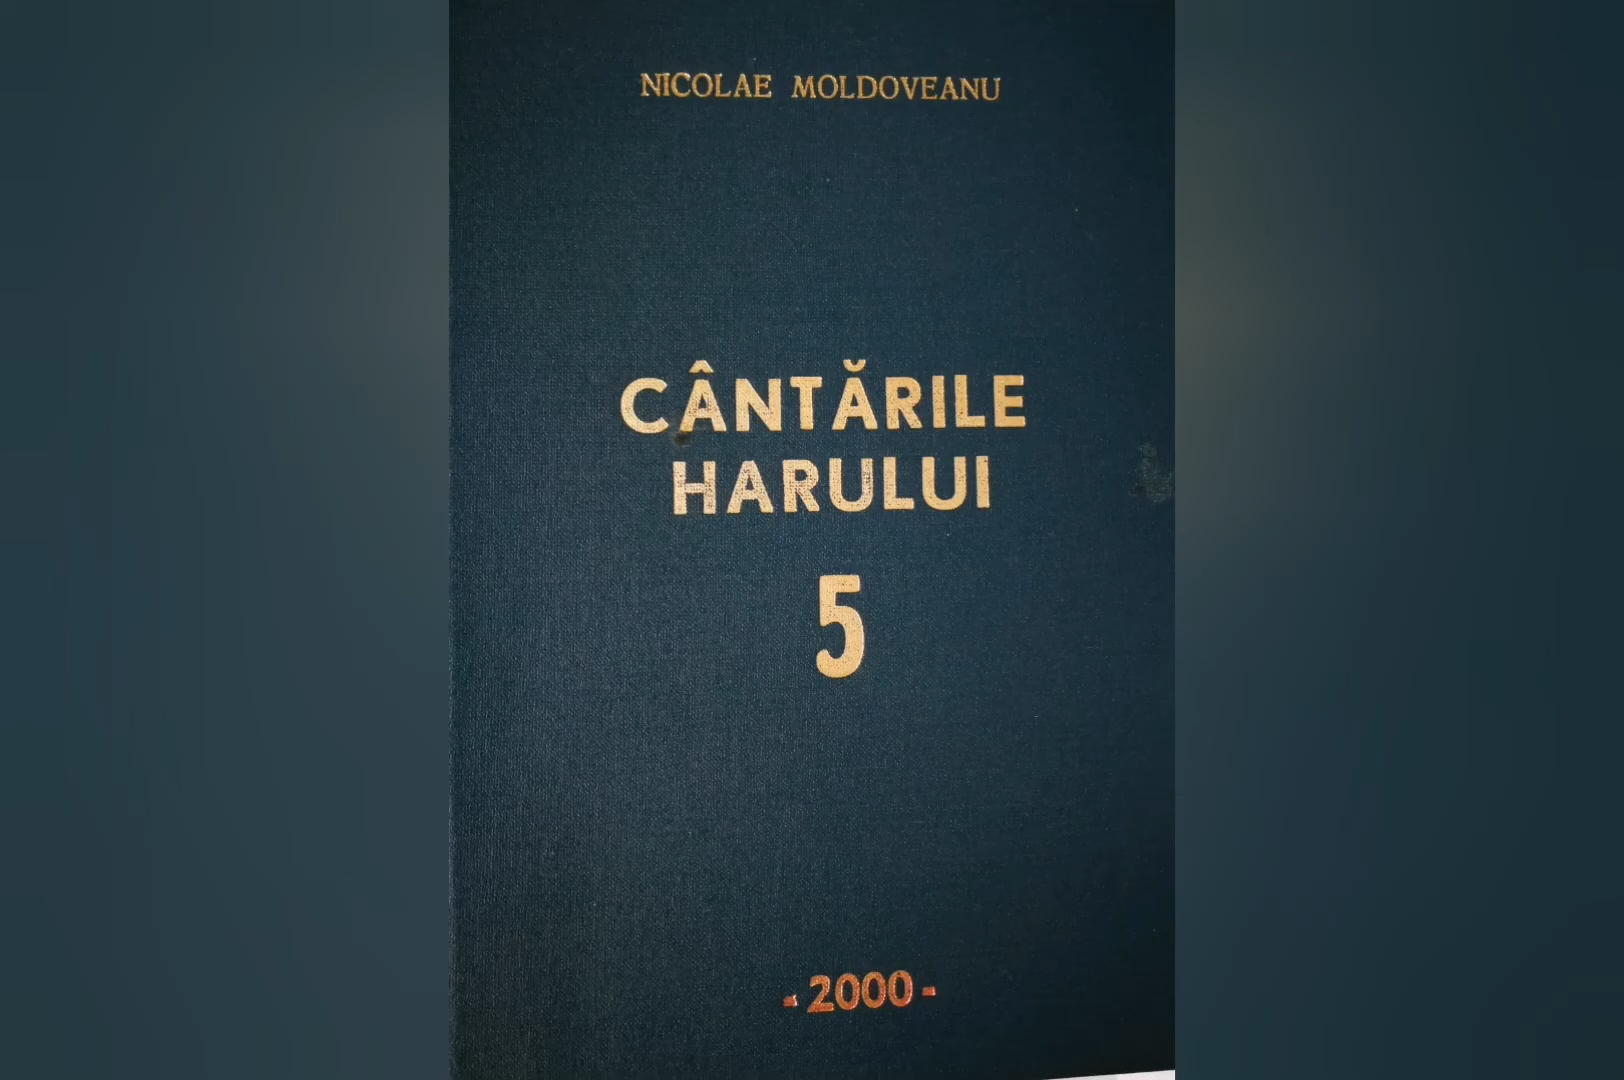 NICOLAE MOLDOVEANU
CÂNTĂRILE
HARULUI
5
- 2000 -